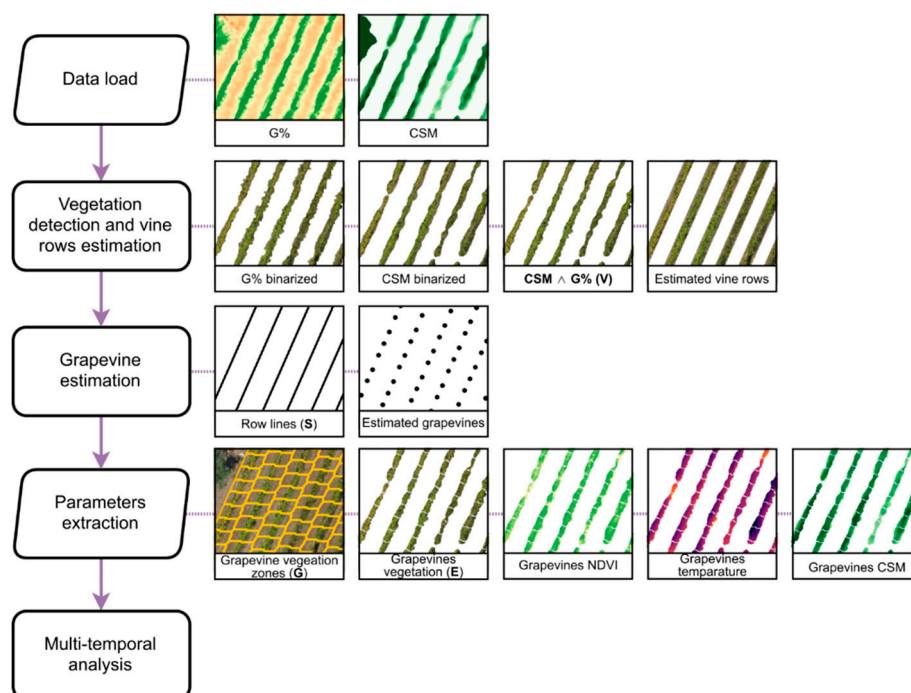 Data load
G%
CSM
Vegetation
detection and vine
rows estimation
G% binarized
CSM binarized
CSM ∧ G% (V)
Estimated vine rows
Grapevine
estimation
Row lines (S)
Estimated grapevines
Parameters
extraction
Grapevine vegeation
zones (G)
Grapevines
vegetation (E)
Grapevines NDVI
Grapevines
temparature
Grapevines CSM
Multi-temporal
analysis